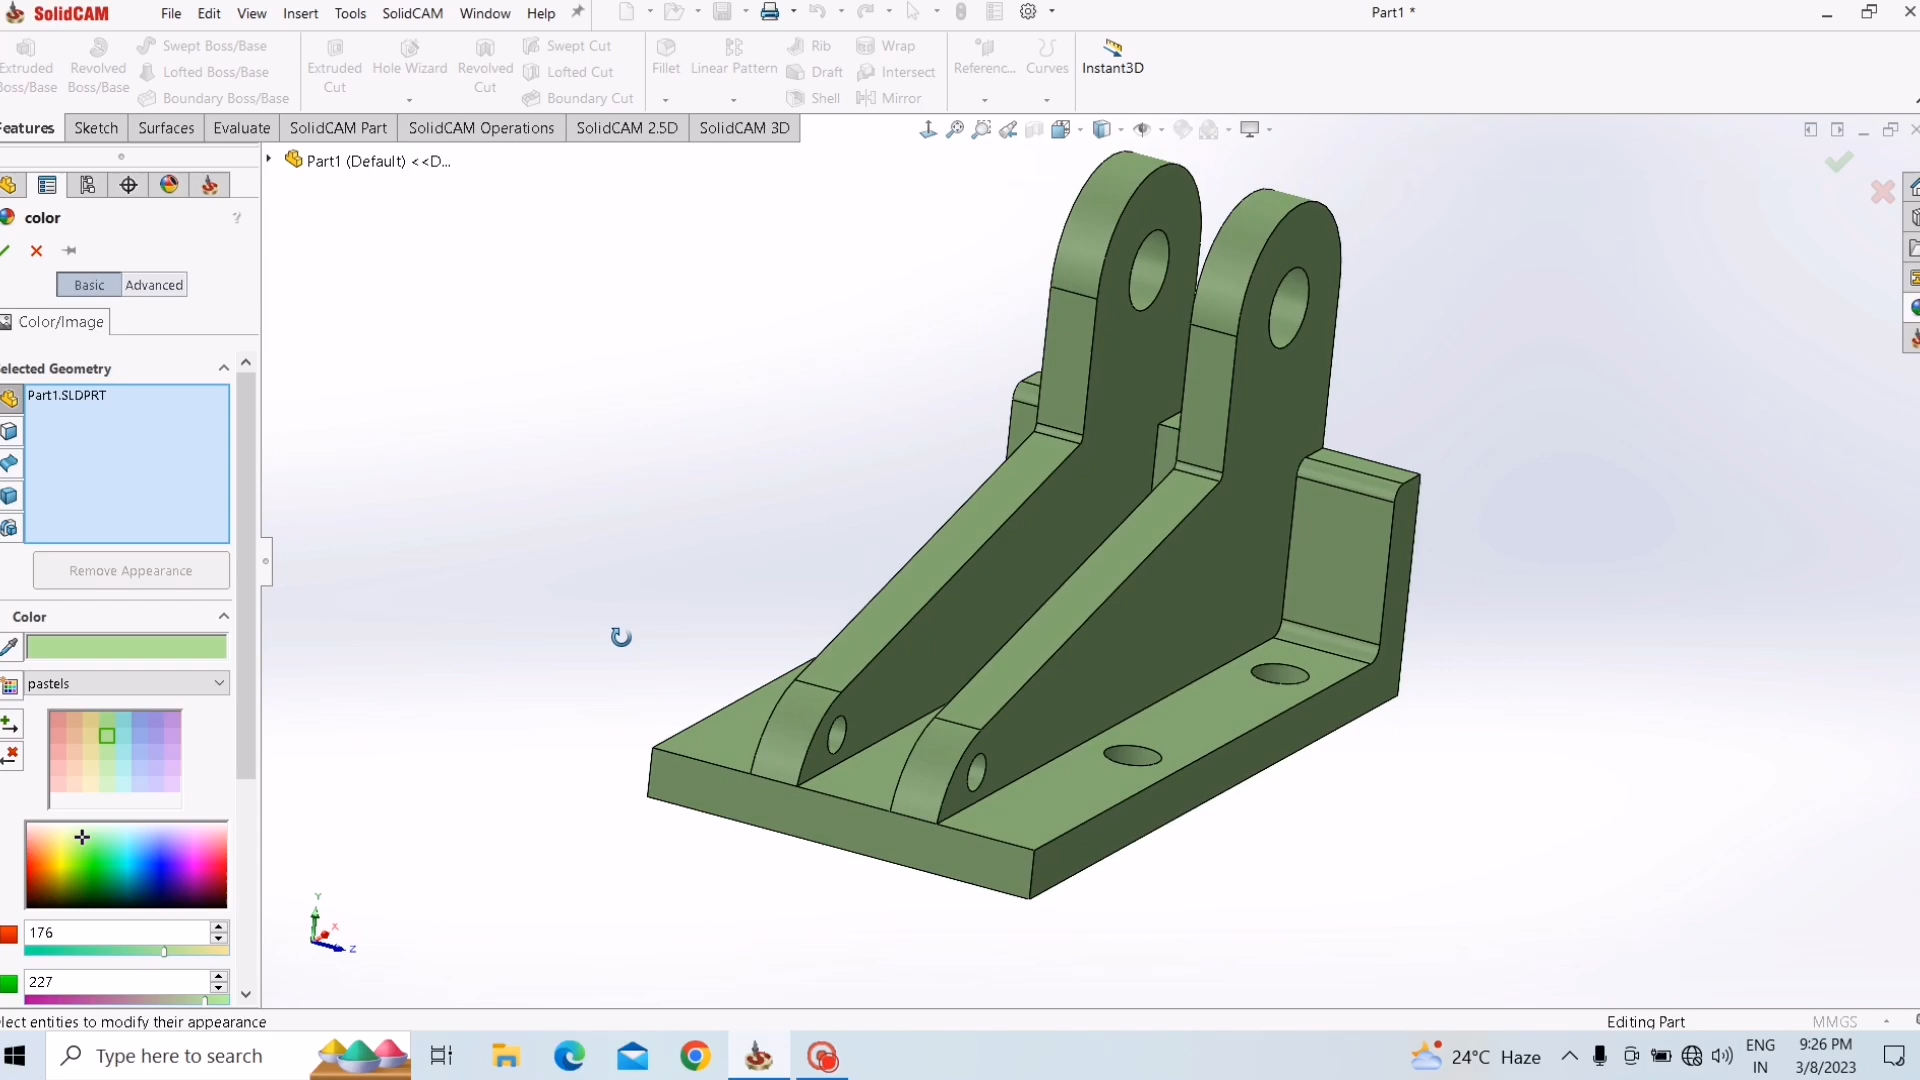 SolidCAM File Edit View Insert Tools SolidCAM Window Help Part1 *
Extruded Boss/Base
Revolved Boss/Base
Swept Boss/Base
Lofted Boss/Base
Boundary Boss/Base
Extruded Cut
Hole Wizard
Revolved Cut
Swept Cut
Lofted Cut
Boundary Cut
Fillet
Linear Pattern
Rib
Draft
Shell
Wrap
Intersect
Mirror
Referenc...
Curves
Instant3D
eatures Sketch Surfaces Evaluate SolidCAM Part SolidCAM Operations SolidCAM 2.5D SolidCAM 3D
Part1 (Default) <<D...
color ?
Basic Advanced
Color/Image
elected Geometry
Part1.SLDPRT
Remove Appearance
Color
pastels
176
227
Y
X
Z
lect entities to modify their appearance Editing Part MMGS
Type here to search 24°C Haze ENG IN 9:26 PM 3/8/2023